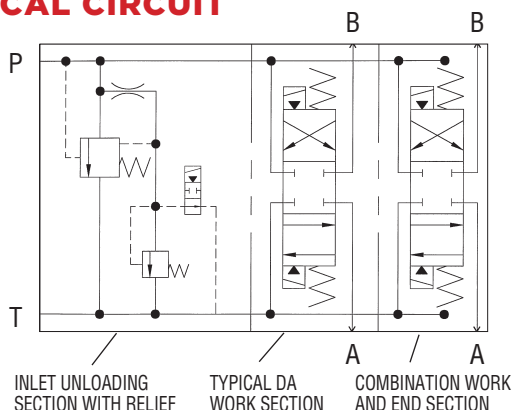 CAL CIRCUIT
B B
P
T
A A
INLET UNLOADING
SECTION WITH RELIEF
TYPICAL DA
WORK SECTION
COMBINATION WORK
AND END SECTION